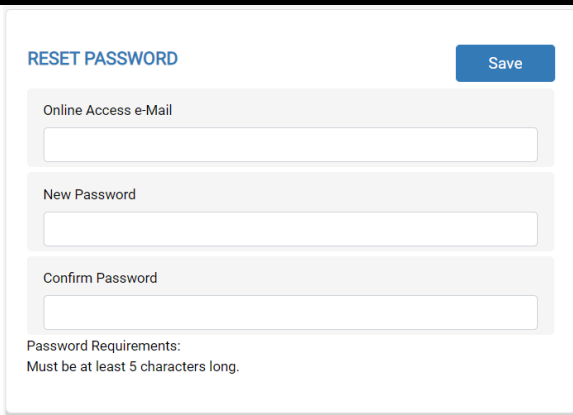 RESET PASSWORD
Save
Online Access e-Mail
New Password
Confirm Password
Password Requirements:
Must be at least 5 characters long.